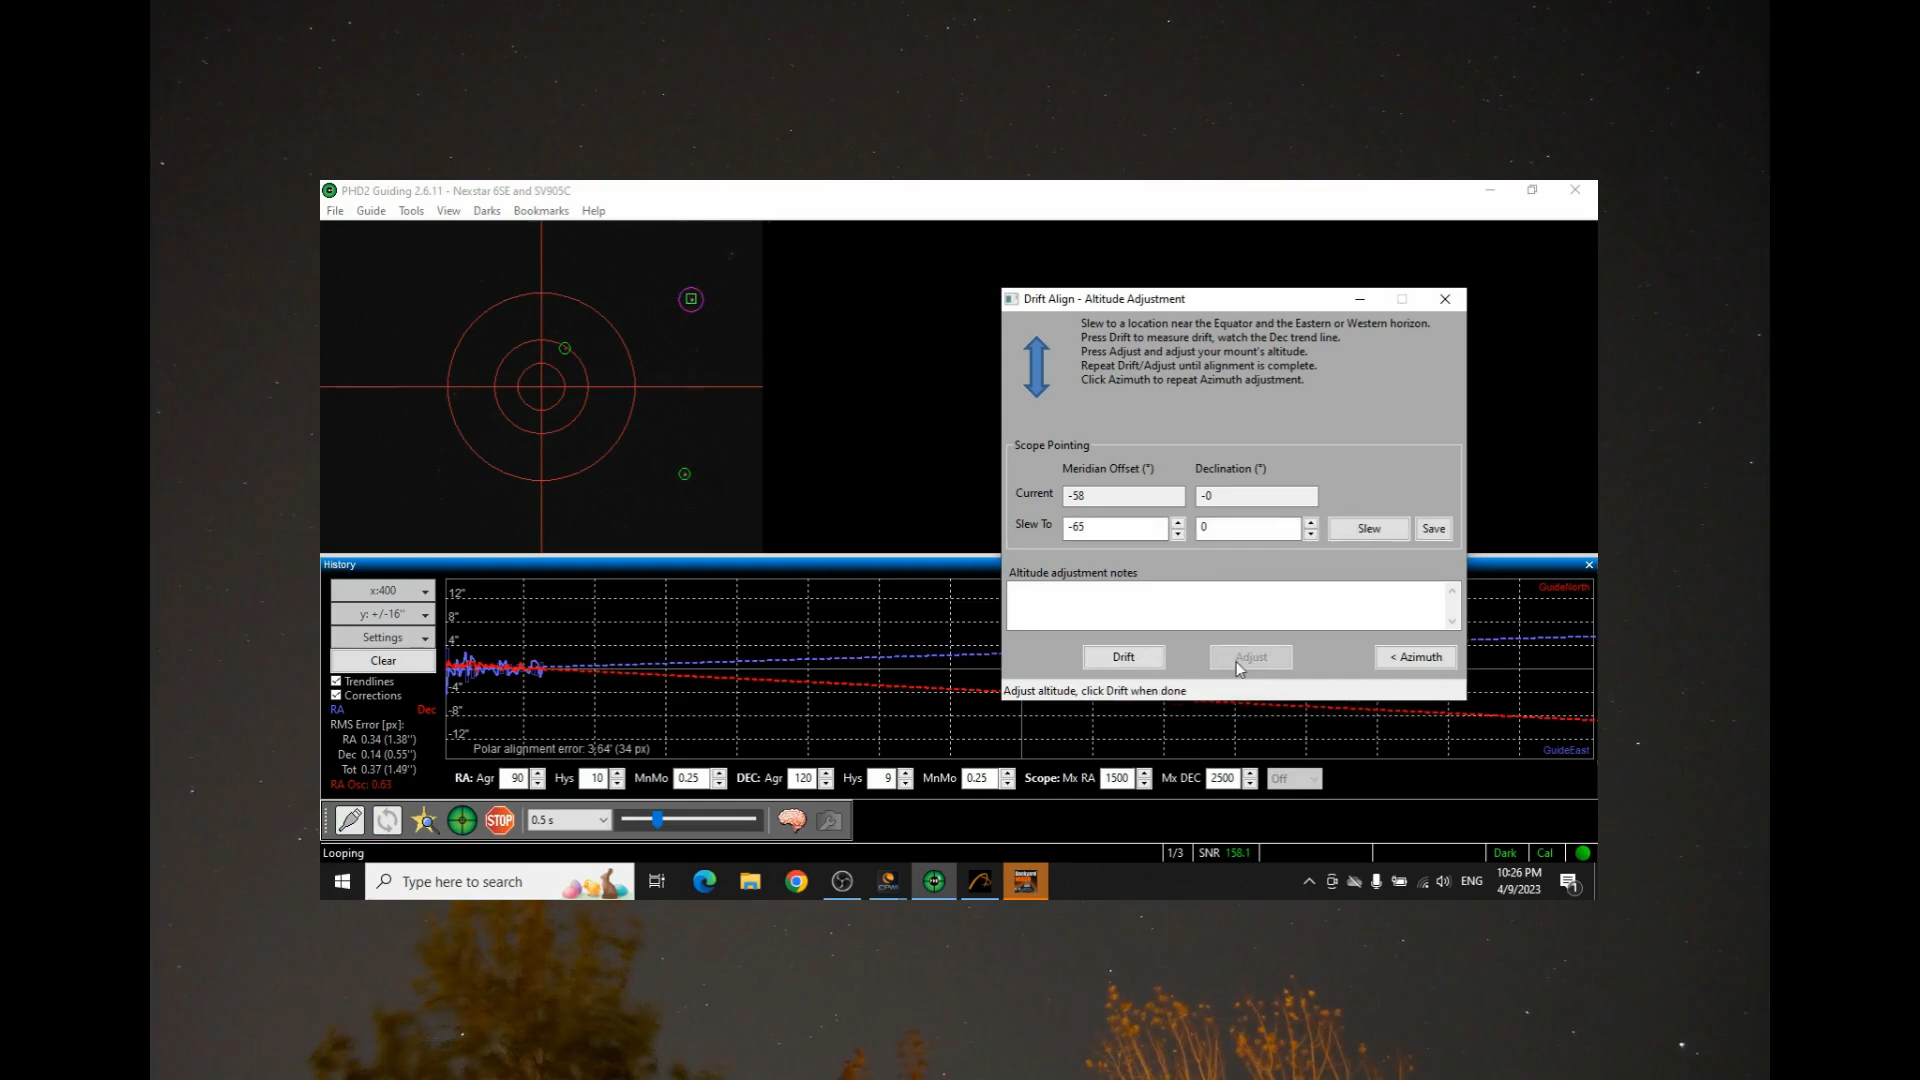 PHD2 Guiding 2.6.11 - Nexstar 6SE and SV905C
File Guide Tools View Darks Bookmarks Help
Drift Align - Altitude Adjustment
Slew to a location near the Equator and the Eastern or Western horizon.
Press Drift to measure drift, watch the Dec trend line.
Press Adjust and adjust your mount's altitude.
Repeat Drift/Adjust until alignment is complete.
Click Azimuth to repeat Azimuth adjustment.
Scope Pointing
Meridian Offset (°) Declination (°)
Current -58 -0
Slew To -65 0 Slew Save
Altitude adjustment notes
Drift Adjust < Azimuth
Adjust altitude, click Drift when done
History
x:400
y: +/-16"
Settings
Clear
Trendlines
Corrections
RA Dec
RMS Error [px]:
RA 0.34 (1.38")
Dec 0.14 (0.55")
Tot 0.37 (1.49")
RA Osc: 0.63
12"
8"
4"
-4"
-8"
-12"
GuideNorth
GuideEast
Polar alignment error: 3.64' (34 px)
RA: Agr 90 Hys 10 MnMo 0.25 DEC: Agr 120 Hys 9 MnMo 0.25 Scope: Mx RA 1500 Mx DEC 2500 Off
STOP 0.5 s
Looping 1/3 SNR 158.1 Dark Cal
Type here to search
CPWI
ENG
10:26 PM
4/9/2023
1